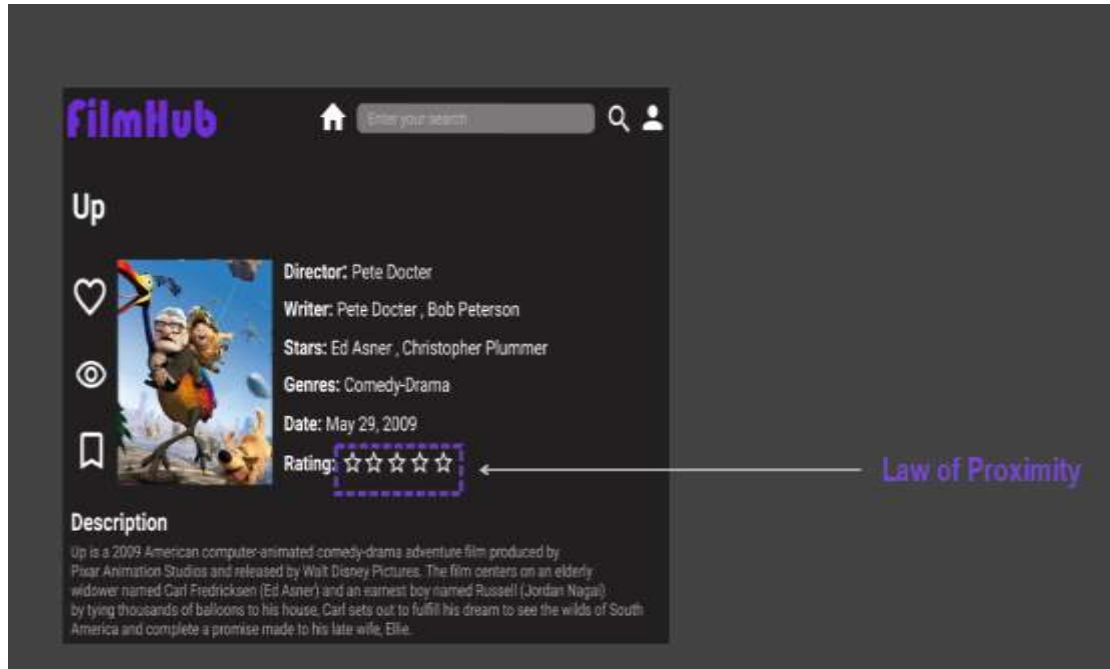 FilmHub
Enter your search
Up
Director: Pete Docter
Writer: Pete Docter , Bob Peterson
Stars: Ed Asner , Christopher Plummer
Genres: Comedy-Drama
Date: May 29, 2009
Rating:
Law of Proximity
Description
Up is a 2009 American computer-animated comedy-drama adventure film produced by
Pixar Animation Studios and released by Walt Disney Pictures. The film centers on an elderly
widower named Carl Fredricksen (Ed Asner) and an earnest boy named Russell (Jordan Nagai)
by tying thousands of balloons to his house, Carl sets out to fulfill his dream to see the wilds of South
America and complete a promise made to his late wife, Ellie.